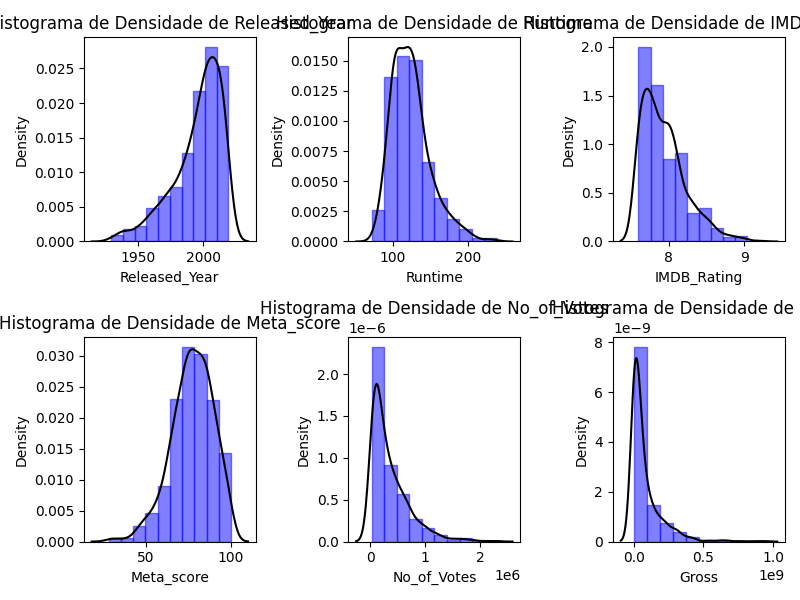 istograma de Densidade de Released_Year
0.025
0.020
0.015
0.010
0.005
0.000
Density
1950
2000
Released_Year
Histograma de Densidade de Runtime
0.0150
0.0125
0.0100
0.0075
0.0050
0.0025
0.0000
Density
100
200
Runtime
Histograma de Densidade de IMD
2.0
1.5
1.0
0.5
0.0
Density
8
9
IMDB_Rating
Histograma de Densidade de Meta_score
0.030
0.025
0.020
0.015
0.010
0.005
0.000
Density
50
100
Meta_score
Histograma de Densidade de No_of_Votes
1e−6
2.0
1.5
1.0
0.5
0.0
Density
0
1
2
1e6
No_of_Votes
Histograma de Densidade de
1e−9
8
6
4
2
0
Density
0.0
0.5
1.0
1e9
Gross